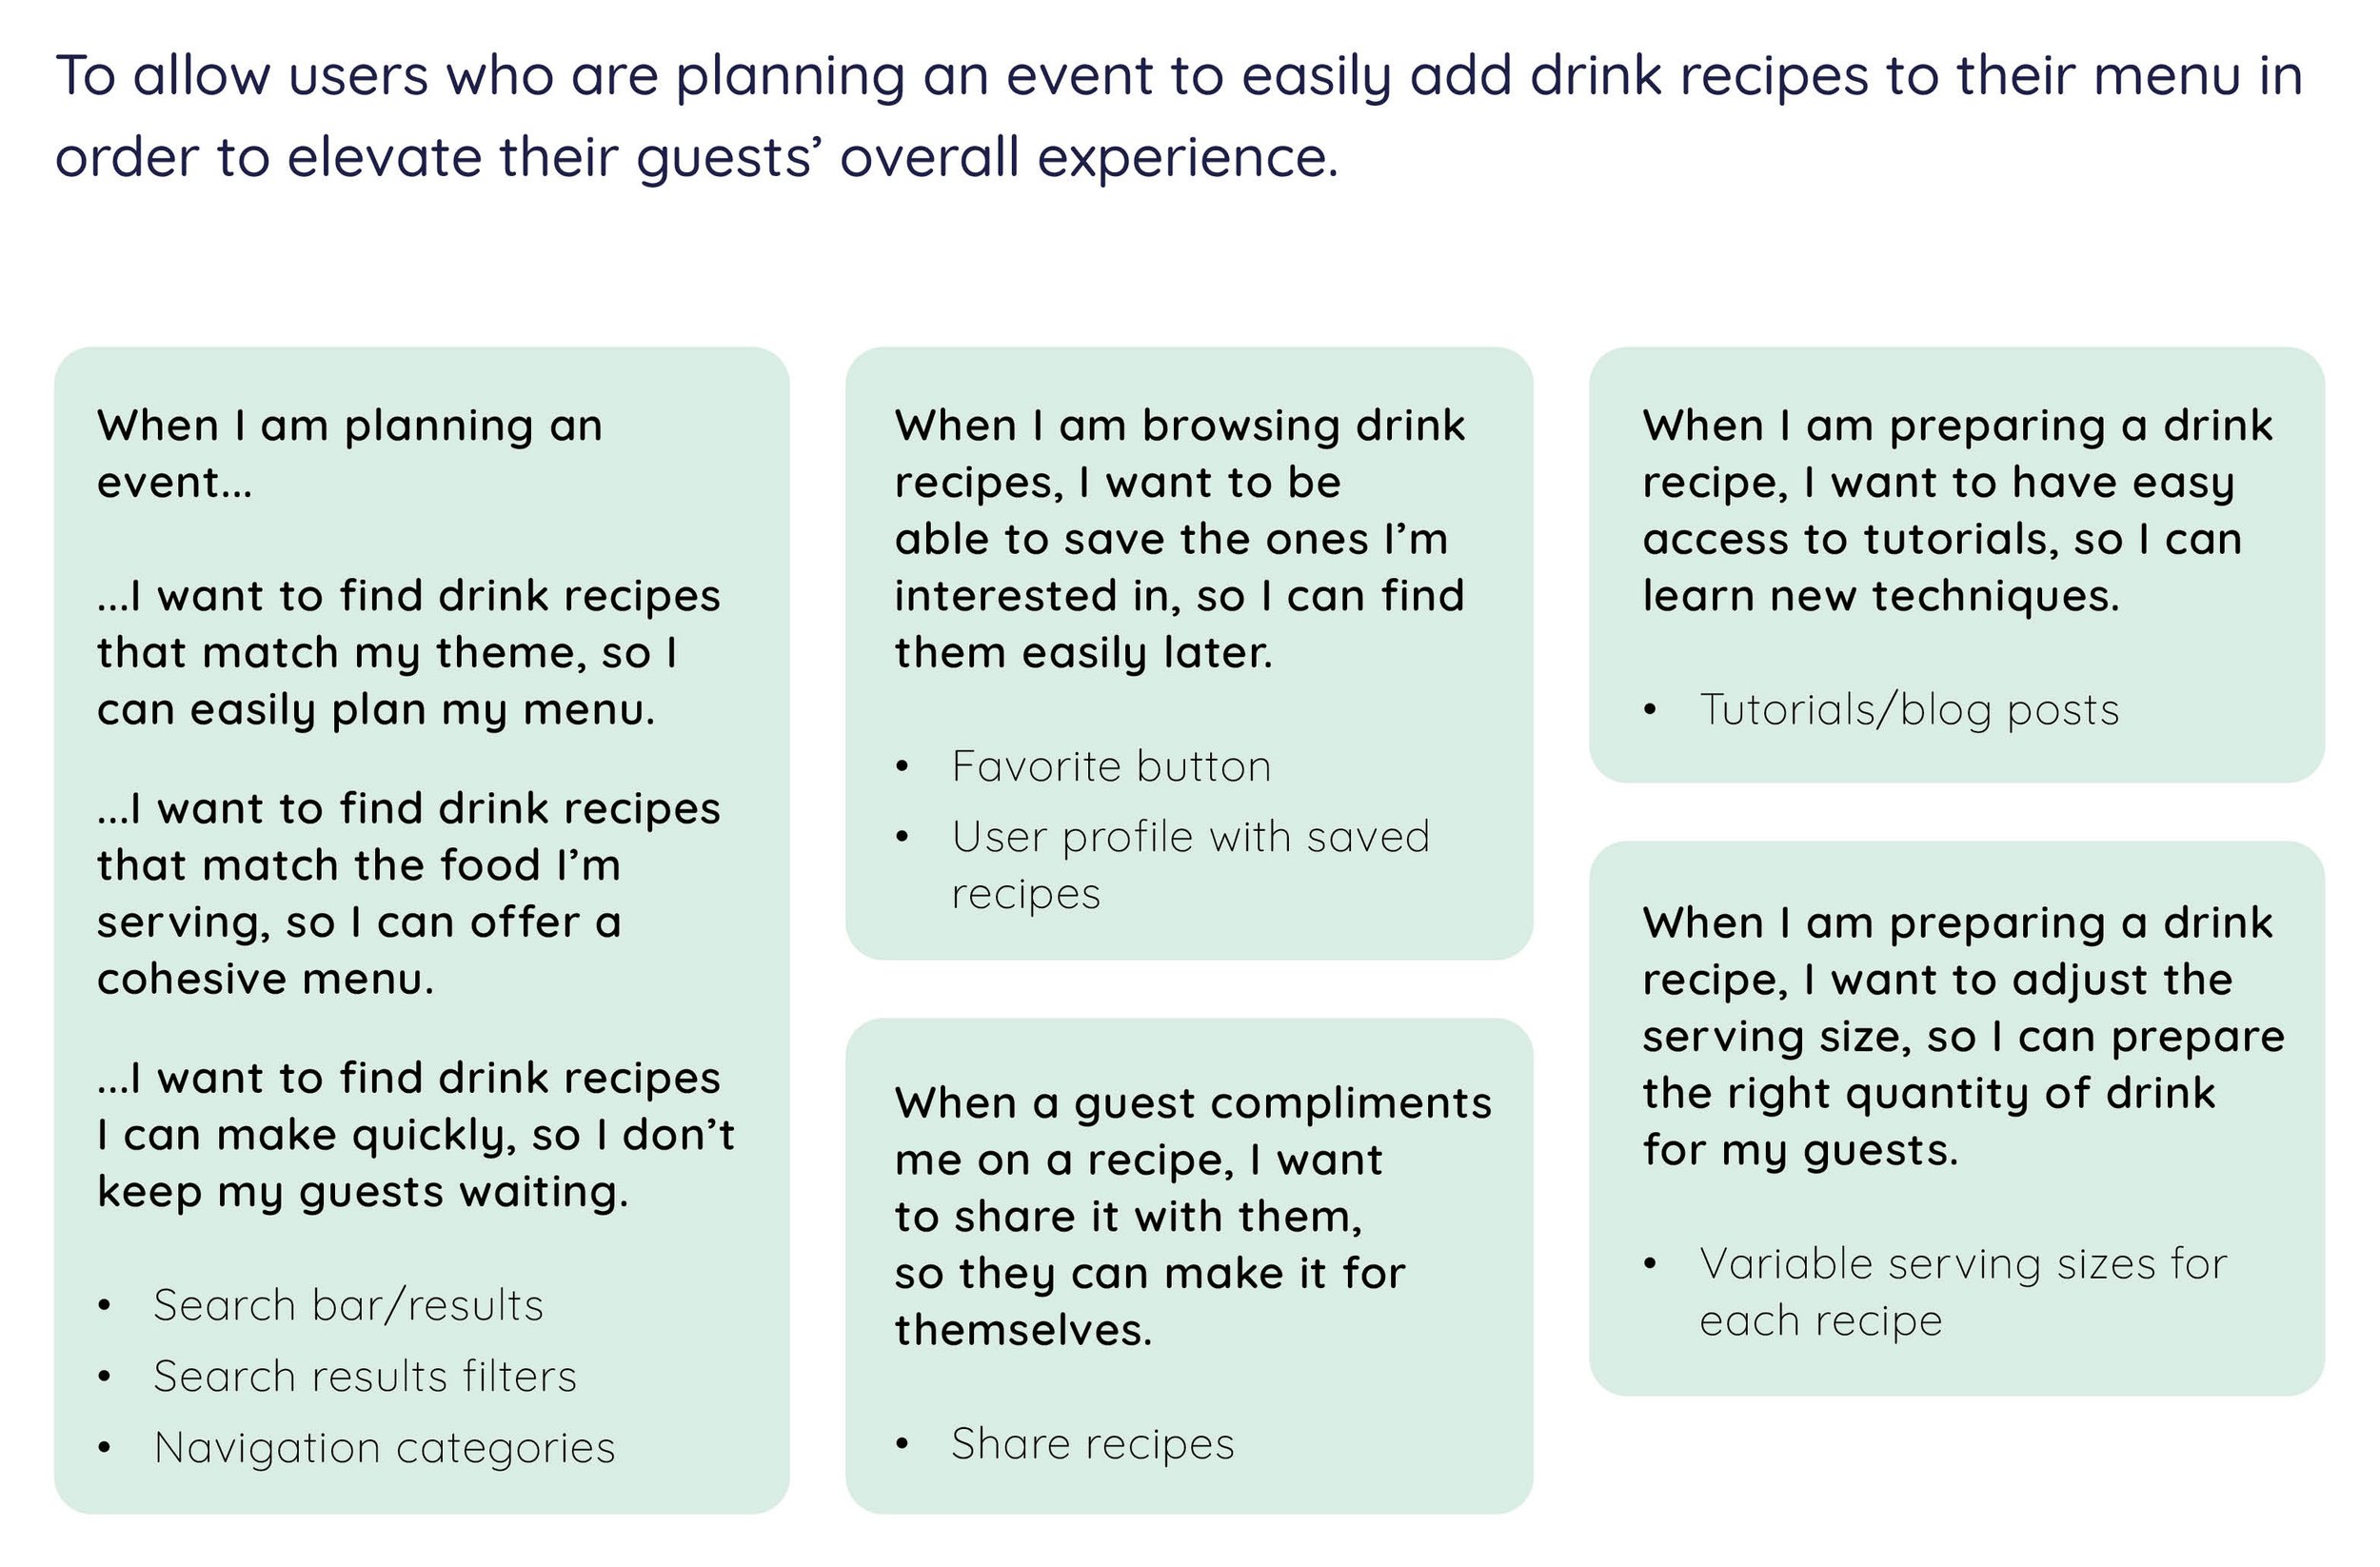 To allow users who are planning an event to easily add drink recipes to their menu in
order to elevate their guests’ overall experience.
When I am planning an
event...
...I want to find drink recipes
that match my theme, so I
can easily plan my menu.
...I want to find drink recipes
that match the food I’m
serving, so I can offer a
cohesive menu.
...I want to find drink recipes
I can make quickly, so I don’t
keep my guests waiting.
• Search bar/results
• Search results filters
• Navigation categories
When I am browsing drink
recipes, I want to be
able to save the ones I’m
interested in, so I can find
them easily later.
• Favorite button
• User profile with saved
recipes
When a guest compliments
me on a recipe, I want
to share it with them,
so they can make it for
themselves.
• Share recipes
When I am preparing a drink
recipe, I want to have easy
access to tutorials, so I can
learn new techniques.
• Tutorials/blog posts
When I am preparing a drink
recipe, I want to adjust the
serving size, so I can prepare
the right quantity of drink
for my guests.
• Variable serving sizes for
each recipe